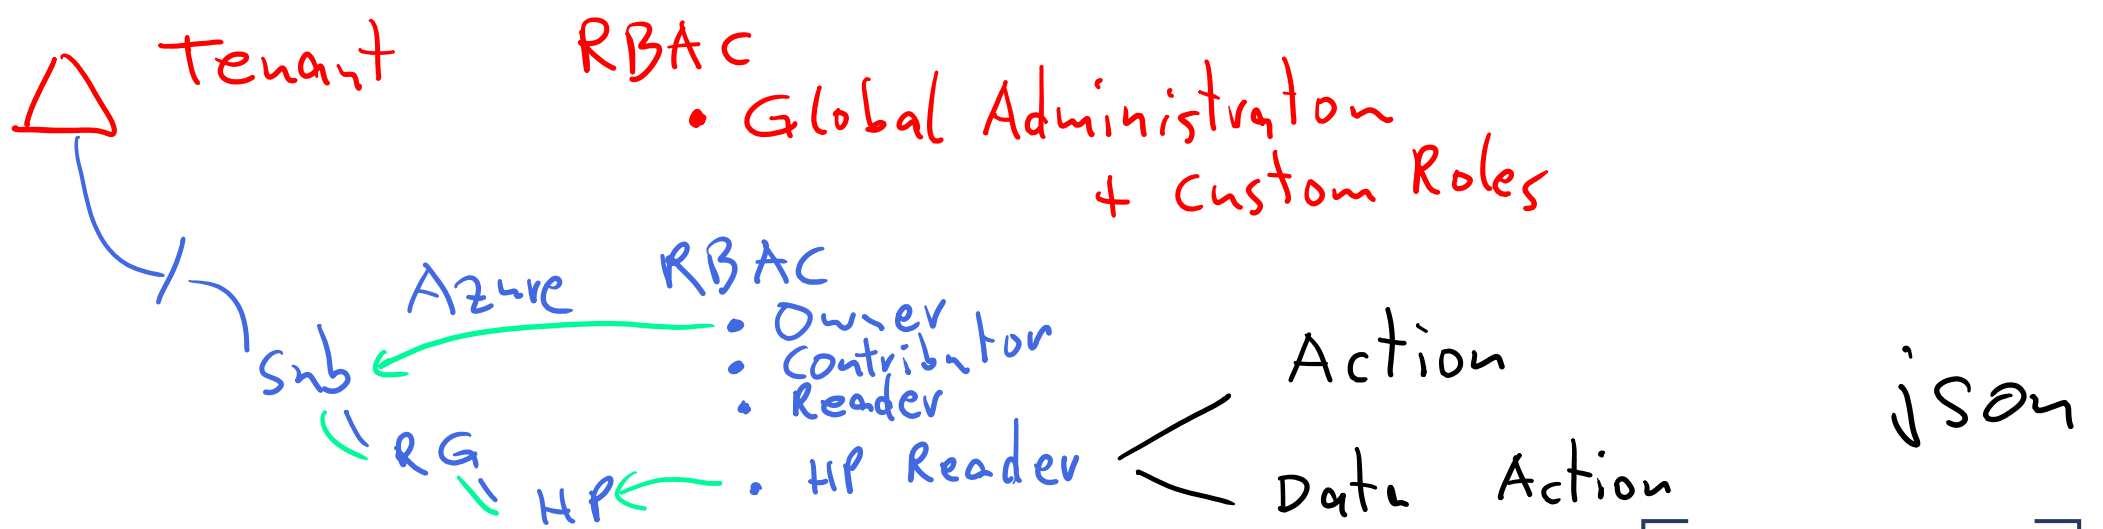 Tenant
RBAC
• Global Administrator
+ Custom Roles
Azure RBAC
• Owner
• Contributor
• Reader
• HP Reader
Sub
RG
HP
Action
Data Action
json